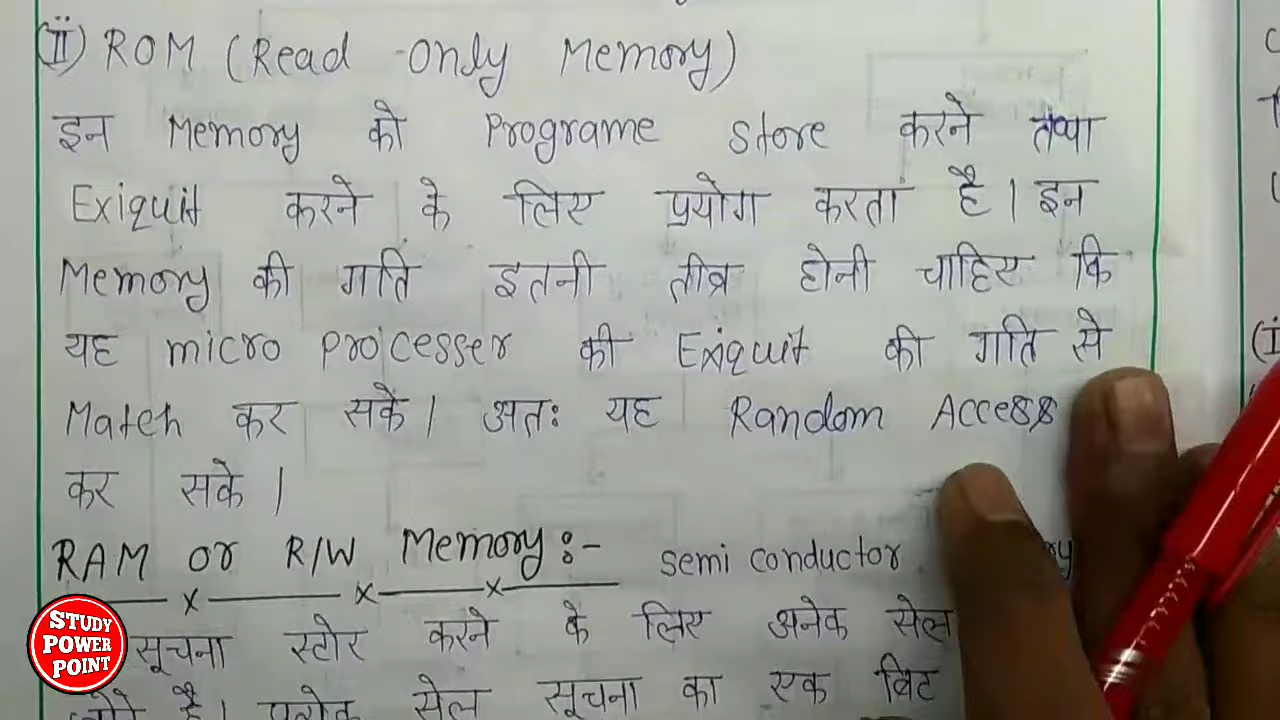 (ii) ROM (Read only Memory)
इन Memory को Programe store करने तथा
Exiquit करने के लिए प्रयोग करता है। इन
Memory की गति इतनी तीव्र होनी चाहिए कि
यह micro processer की Exiquit की गति से
Match कर सकें। अतः यह Random Access
कर सके।
RAM or R/W Memory:-
semi conductor
सूचना स्टोर करने के लिए अनेक सेल
है। प्रत्येक सेल सूचना का एक बिट
STUDY
POWER
POINT